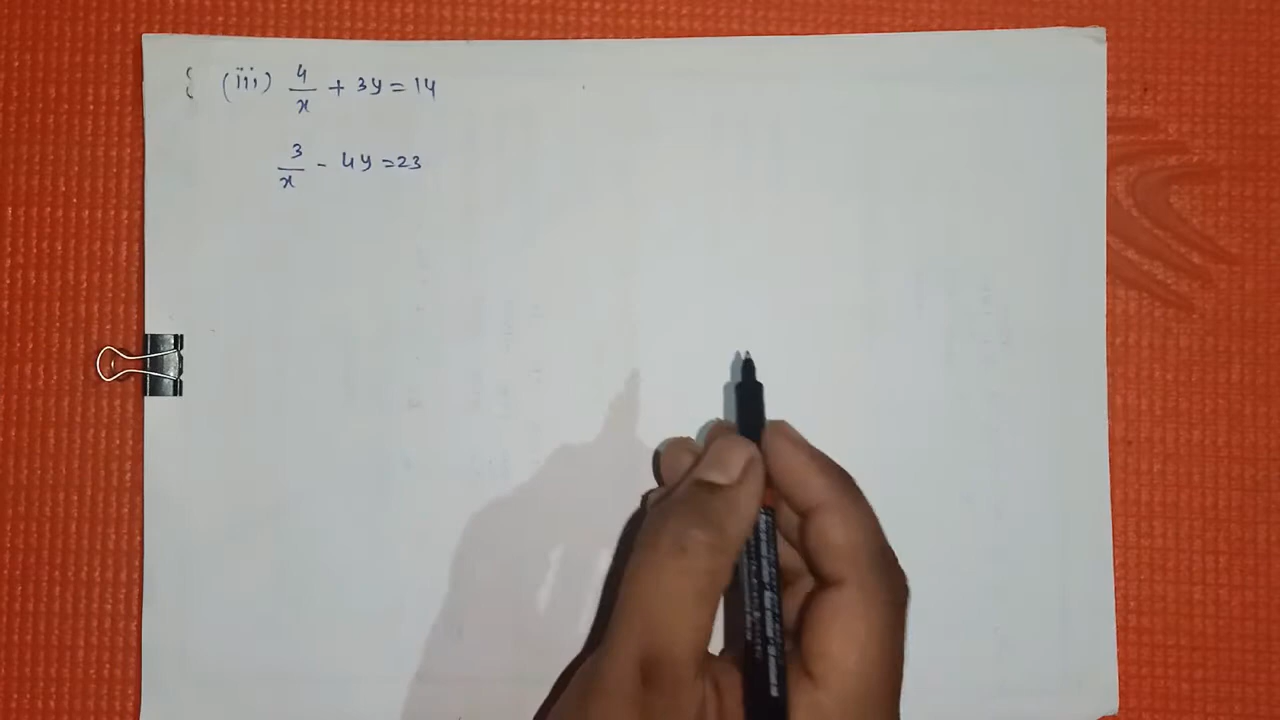 (iii) 4/x + 3y = 14
3/x - 4y = 23